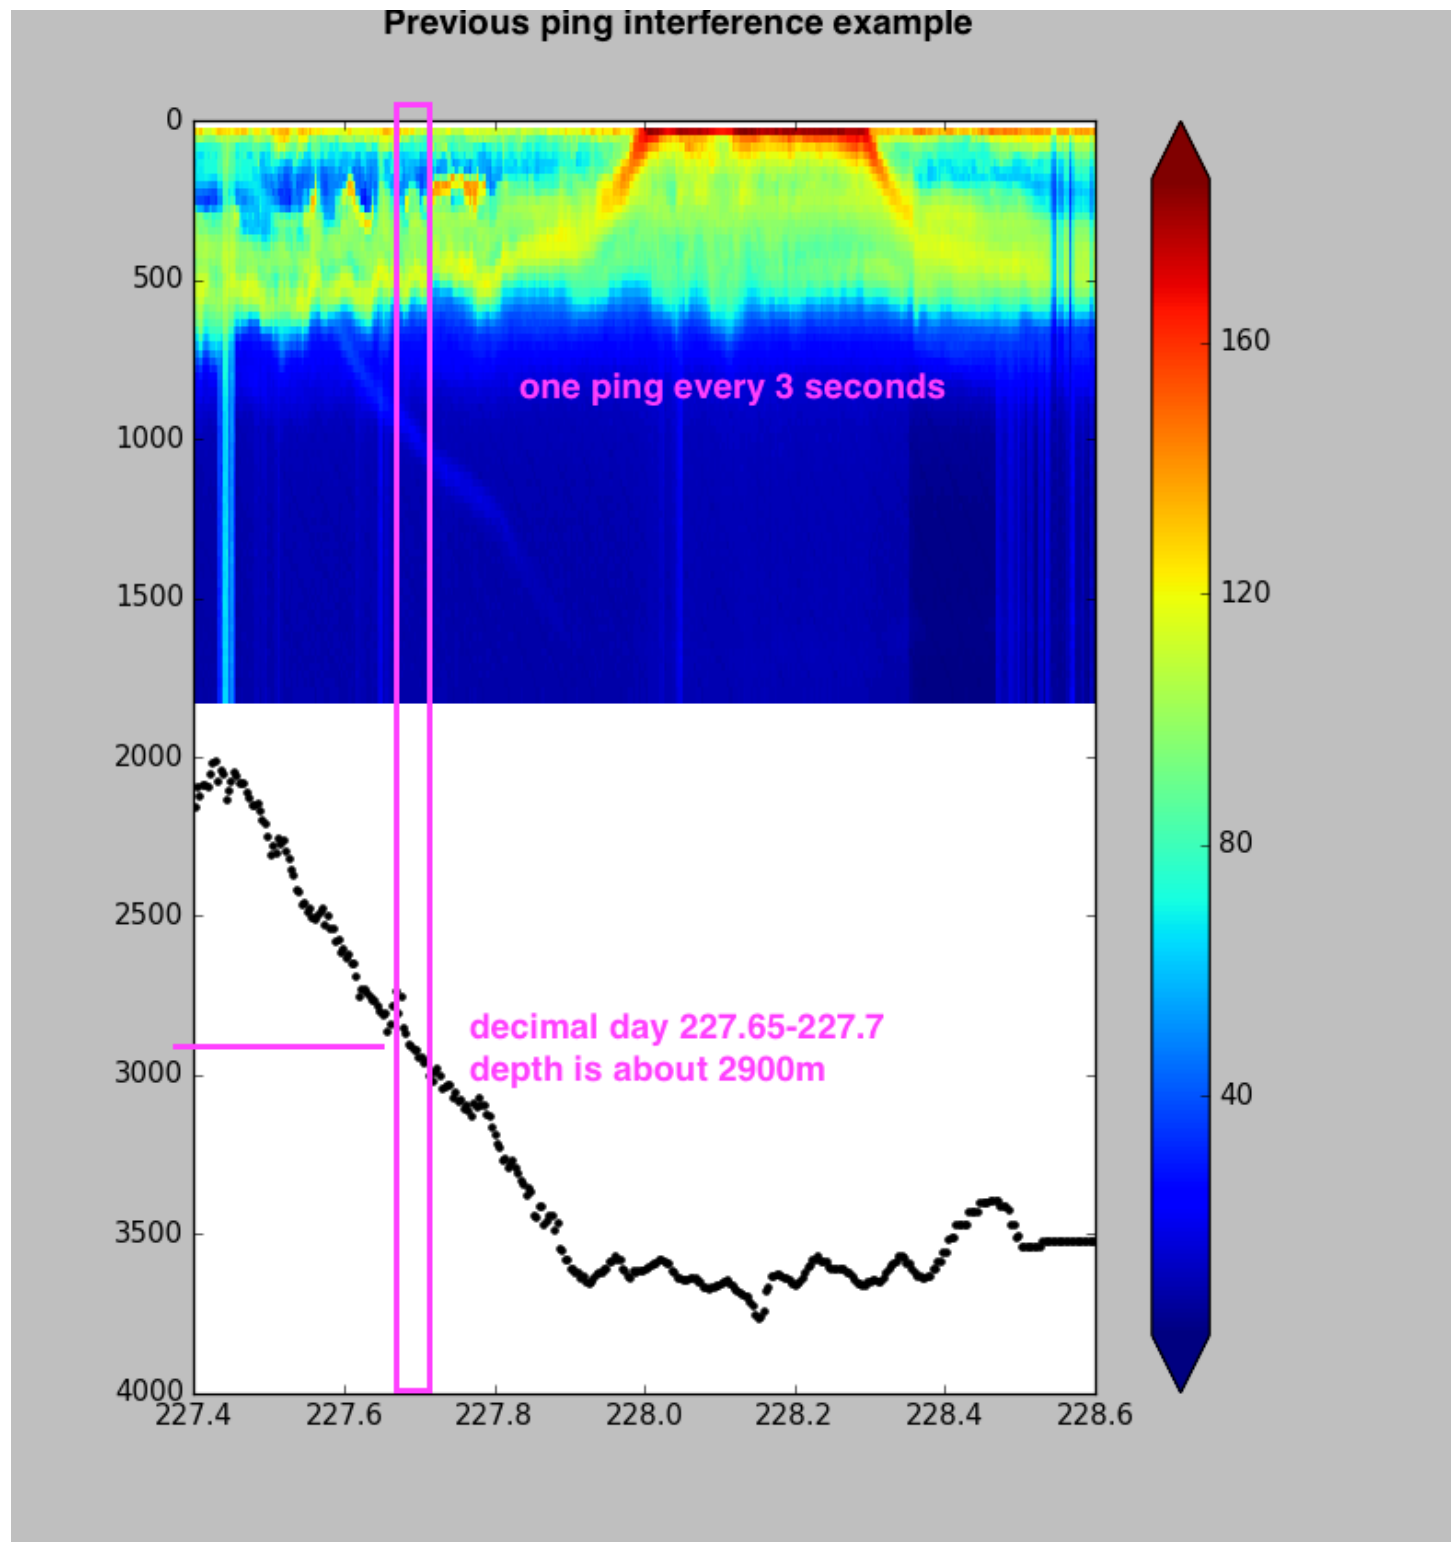 Previous ping interference example
0
500
1000
1500
2000
2500
3000
3500
4000
one ping every 3 seconds
decimal day 227.65-227.7
depth is about 2900m
227.4 227.6 227.8 228.0 228.2 228.4 228.6
160
120
80
40